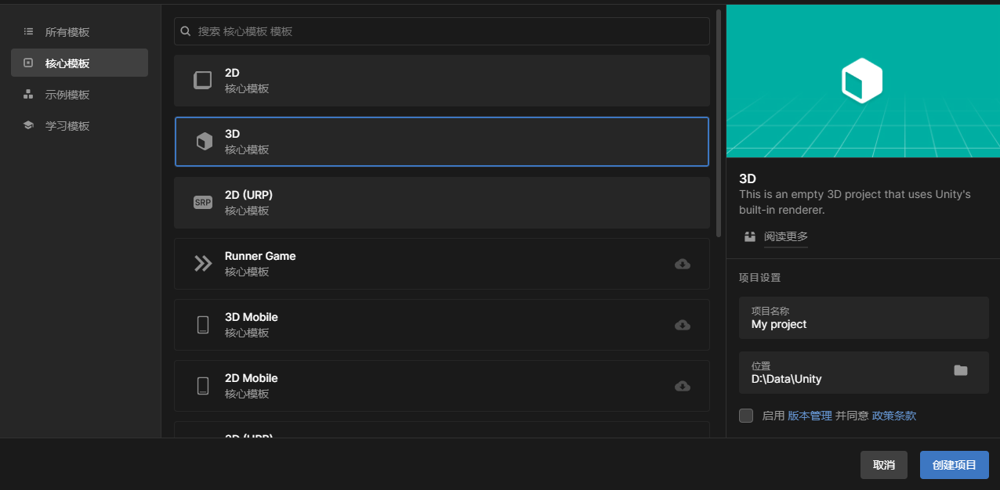 所有模板
核心模板
示例模板
学习模板
搜索 核心模板 模板
2D
核心模板
3D
核心模板
SRP
2D (URP)
核心模板
Runner Game
核心模板
3D Mobile
核心模板
2D Mobile
核心模板
3D (URP)
3D
This is an empty 3D project that uses Unity's
built-in renderer.
阅读更多
项目设置
项目名称
My project
位置
D:\Data\Unity
启用 版本管理 并同意 政策条款
取消
创建项目